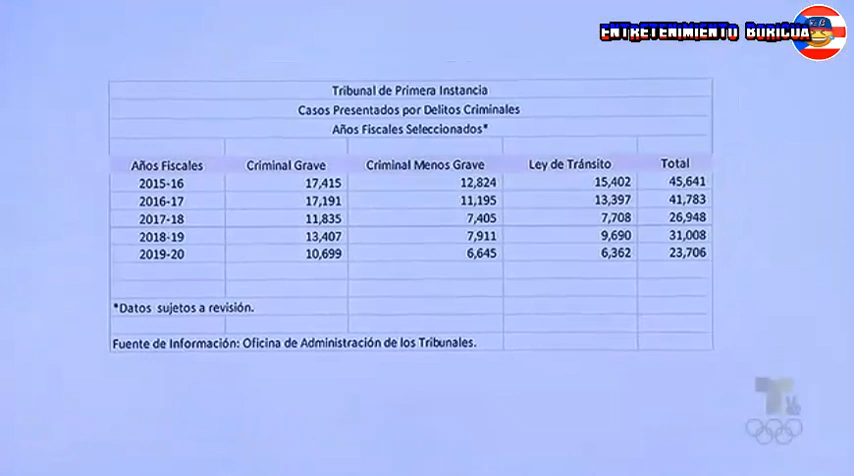 ENTRETENIMIENTO BORICUA
Tribunal de Primera Instancia
Casos Presentados por Delitos Criminales
Años Fiscales Seleccionados*
Años Fiscales Criminal Grave Criminal Menos Grave Ley de Tránsito Total
2015-16 17,415 12,824 15,402 45,641
2016-17 17,191 11,195 13,397 41,783
2017-18 11,835 7,405 7,708 26,948
2018-19 13,407 7,911 9,690 31,008
2019-20 10,699 6,645 6,362 23,706
*Datos sujetos a revisión.
Fuente de Información: Oficina de Administración de los Tribunales.